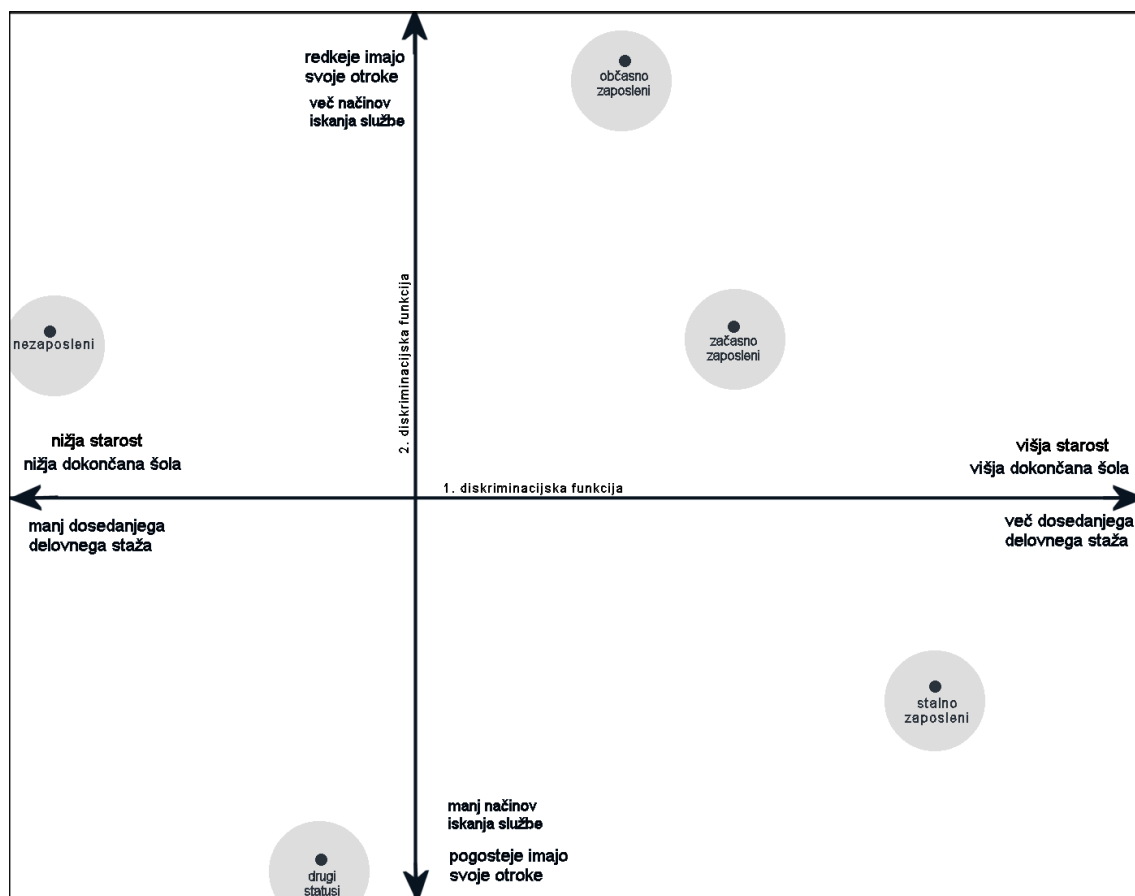 redkeje imajo
svoje otroke
več načinov
iskanja službe
občasno
zaposleni
2. diskriminacijska funkcija
nezaposleni
začasno
zaposleni
nižja starost
nižja dokončana šola
višja starost
višja dokončana šola
1. diskriminacijska funkcija
manj dosedanjega
delovnega staža
več dosedanjega
delovnega staža
stalno
zaposleni
manj načinov
iskanja službe
pogosteje imajo
svoje otroke
drugi
statusi